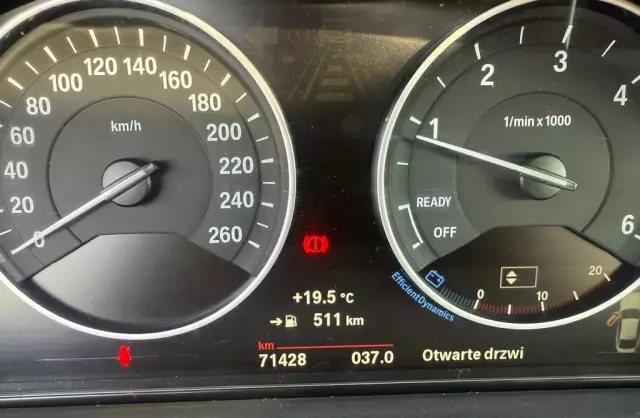 0 20 40 60 80 100 120 140 160 180 200 220 240 260
km/h
1 2 3 4 6
1/min x 1000
READY
OFF
EfficientDynamics
0 10 20
+19.5 °C
511 km
km
71428 037.0 Otwarte drzwi